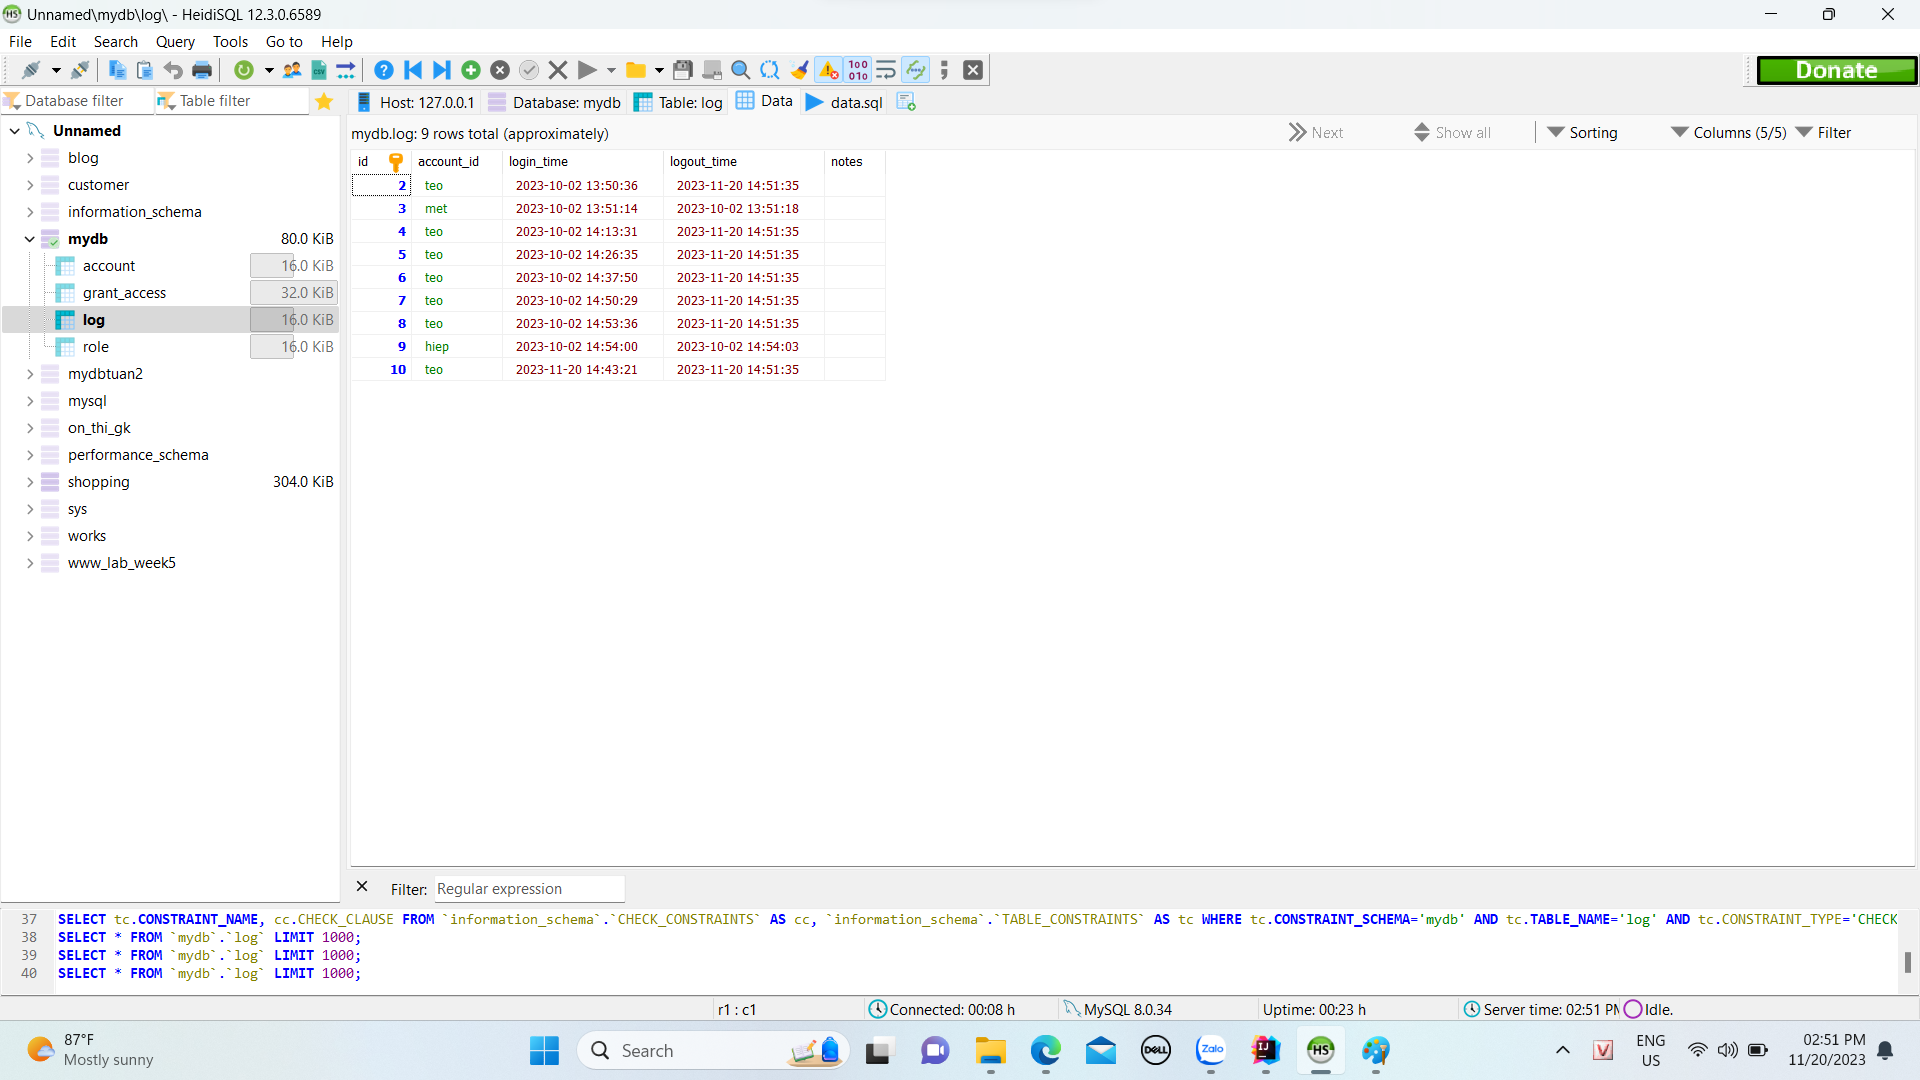 Unnamed\mydb\log\ - HeidiSQL 12.3.0.6589
File Edit Search Query Tools Go to Help
Donate
Database filter Table filter
Host: 127.0.0.1 Database: mydb Table: log Data data.sql
Unnamed
blog
customer
information_schema
mydb 80.0 KiB
account 16.0 KiB
grant_access 32.0 KiB
log 16.0 KiB
role 16.0 KiB
mydbtuan2
mysql
on_thi_gk
performance_schema
shopping 304.0 KiB
sys
works
www_lab_week5
mydb.log: 9 rows total (approximately) Next Show all Sorting Columns (5/5) Filter
id account_id login_time logout_time notes
2 teo 2023-10-02 13:50:36 2023-11-20 14:51:35
3 met 2023-10-02 13:51:14 2023-10-02 13:51:18
4 teo 2023-10-02 14:13:31 2023-11-20 14:51:35
5 teo 2023-10-02 14:26:35 2023-11-20 14:51:35
6 teo 2023-10-02 14:37:50 2023-11-20 14:51:35
7 teo 2023-10-02 14:50:29 2023-11-20 14:51:35
8 teo 2023-10-02 14:53:36 2023-11-20 14:51:35
9 hiep 2023-10-02 14:54:00 2023-10-02 14:54:03
10 teo 2023-11-20 14:43:21 2023-11-20 14:51:35
Filter: Regular expression
37 SELECT tc.CONSTRAINT_NAME, cc.CHECK_CLAUSE FROM `information_schema`.`CHECK_CONSTRAINTS` AS cc, `information_schema`.`TABLE_CONSTRAINTS` AS tc WHERE tc.CONSTRAINT_SCHEMA='mydb' AND tc.TABLE_NAME='log' AND tc.CONSTRAINT_TYPE='CHECK
38 SELECT * FROM `mydb`.`log` LIMIT 1000;
39 SELECT * FROM `mydb`.`log` LIMIT 1000;
40 SELECT * FROM `mydb`.`log` LIMIT 1000;
r1 : c1 Connected: 00:08 h MySQL 8.0.34 Uptime: 00:23 h Server time: 02:51 PM Idle.
87°F
Mostly sunny
Search
DELL
Zalo
IJ
HS
V
ENG
US
02:51 PM
11/20/2023